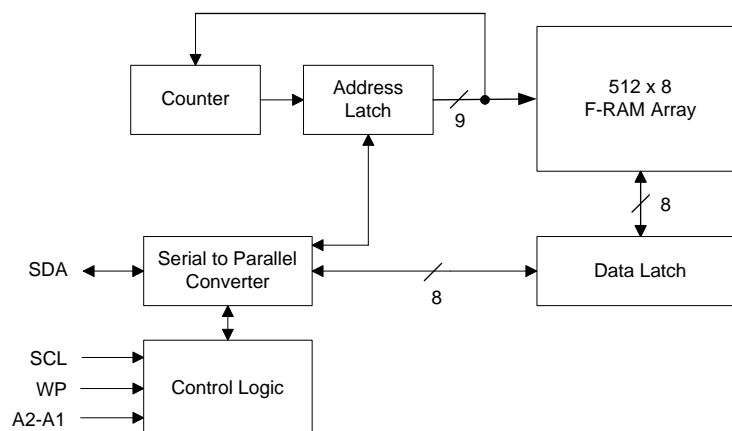 Counter
Address
Latch
9
512 x 8
F-RAM Array
8
SDA
Serial to Parallel
Converter
8
Data Latch
SCL
WP
A2-A1
Control Logic